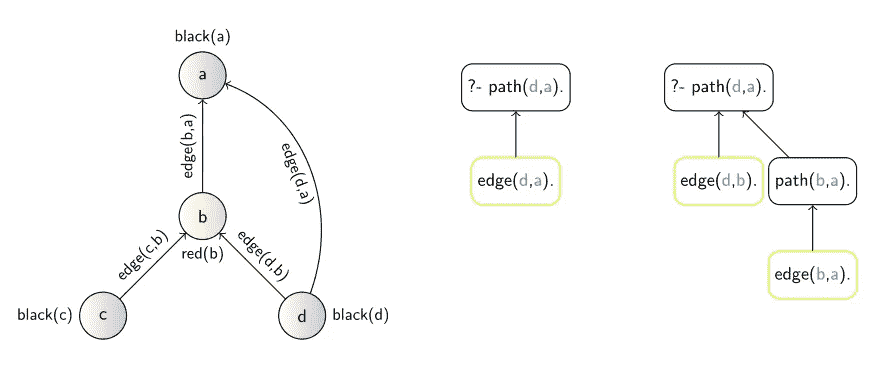 black(a)
a
edge(b,a)
edge(d,a)
b
red(b)
edge(c,b)
edge(d,b)
black(c)
c
d
black(d)
?- path(d,a).
edge(d,a).
?- path(d,a).
edge(d,b).
path(b,a).
edge(b,a).